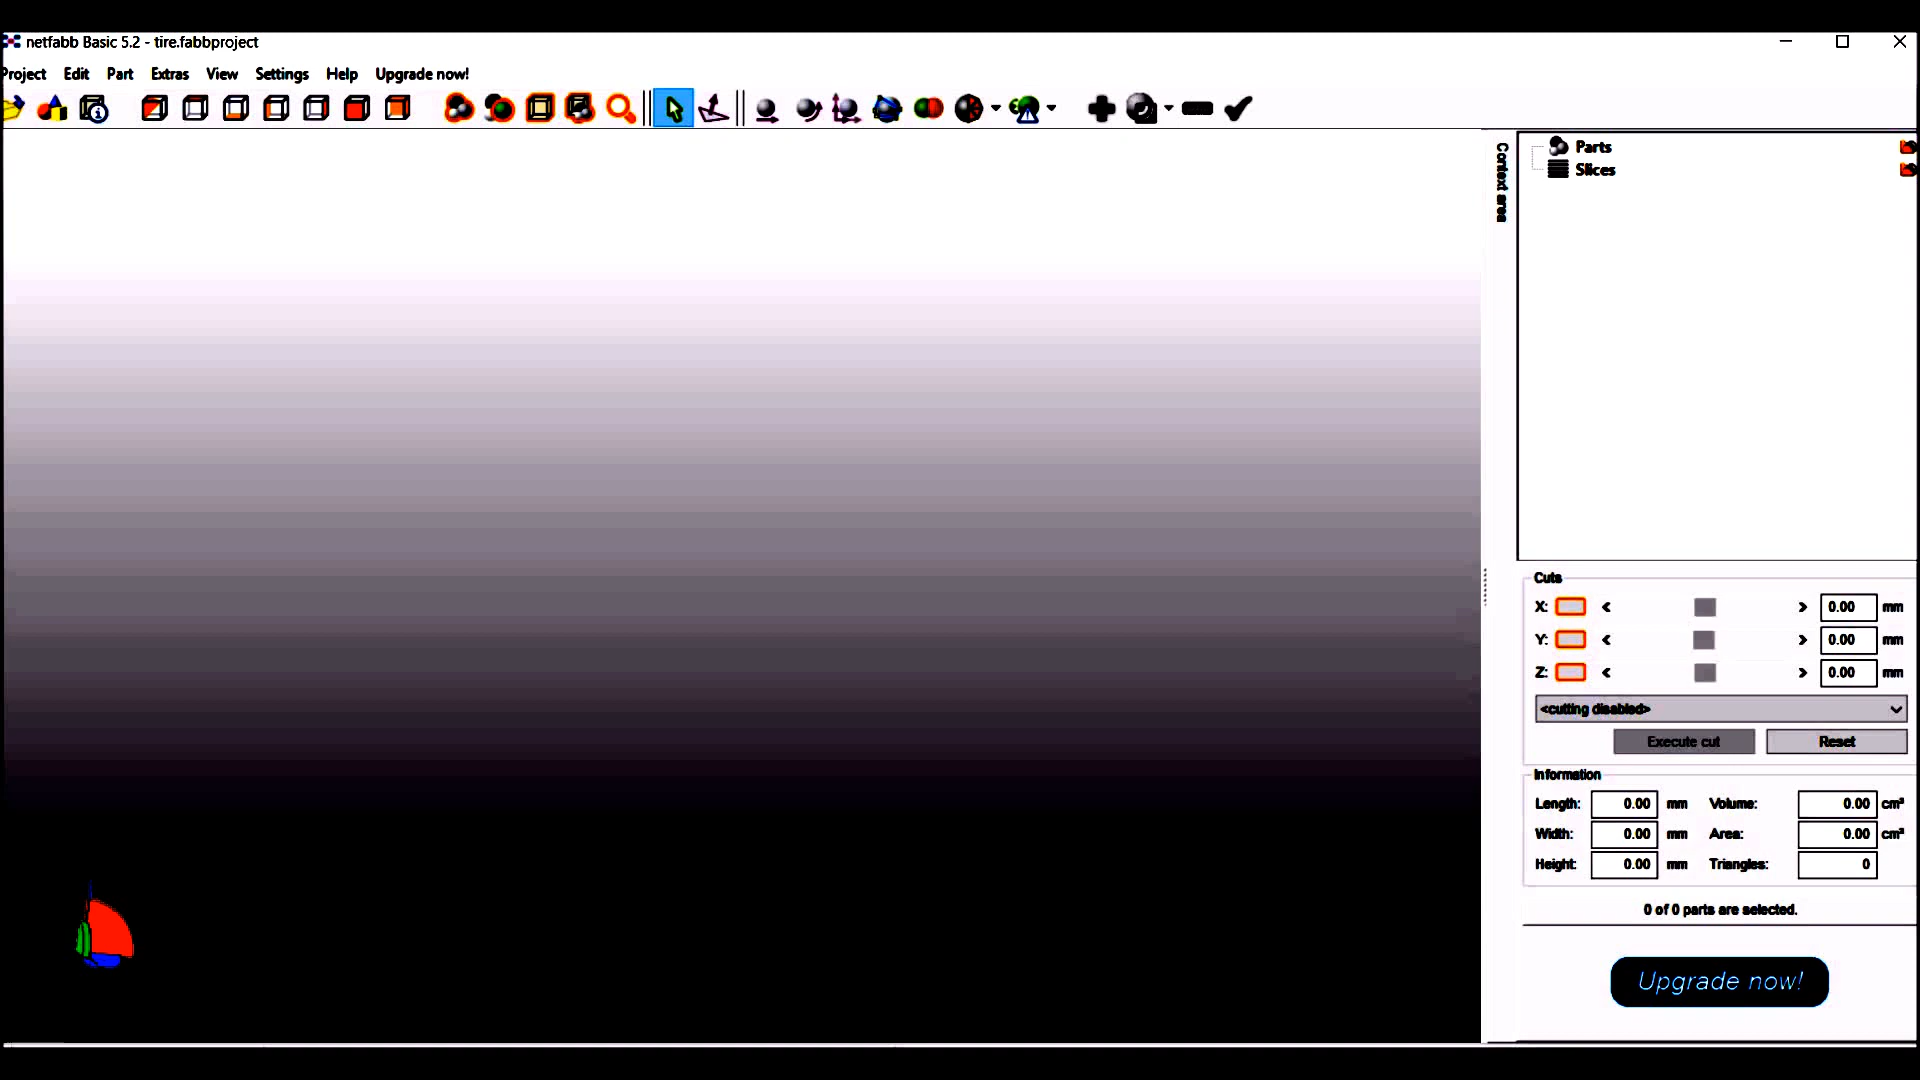 netfabb Basic 5.2 - tire.fabbproject
Project Edit Part Extras View Settings Help Upgrade now!
Context area
Parts
Slices
Cuts
X: < > 0.00 mm
Y: < > 0.00 mm
Z: < > 0.00 mm
<cutting disabled>
Execute cut Reset
Information
Length: 0.00 mm Volume: 0.00 cm³
Width: 0.00 mm Area: 0.00 cm²
Height: 0.00 mm Triangles: 0
0 of 0 parts are selected.
Upgrade now!